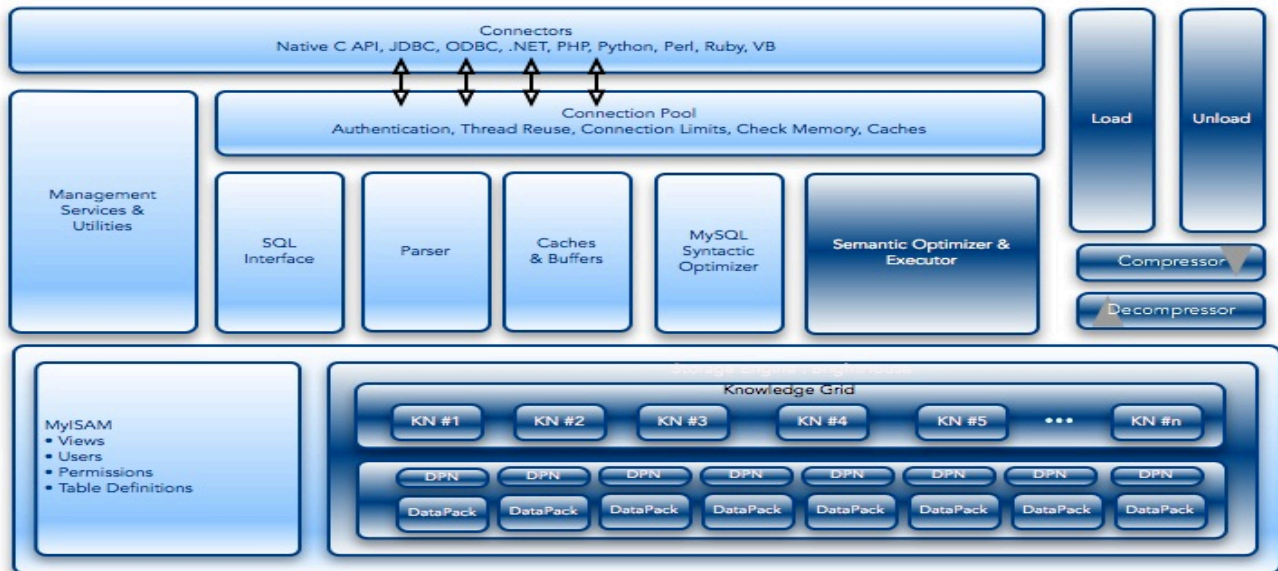 Connectors
Native C API, JDBC, ODBC, .NET, PHP, Python, Perl, Ruby, VB
Load
Unload
Connection Pool
Authentication, Thread Reuse, Connection Limits, Check Memory, Caches
Management
Services &
Utilities
SQL
Interface
Parser
Caches
& Buffers
MySQL
Syntactic
Optimizer
Semantic Optimizer &
Executor
Compressor
Decompressor
MyISAM
• Views
• Users
• Permissions
• Table Definitions
Storage Engine
Knowledge Grid
KN #1 KN #2 KN #3 KN #4 KN #5 ••• KN #n
DPN DPN DPN DPN DPN DPN DPN DPN
DataPack DataPack DataPack DataPack DataPack DataPack DataPack DataPack